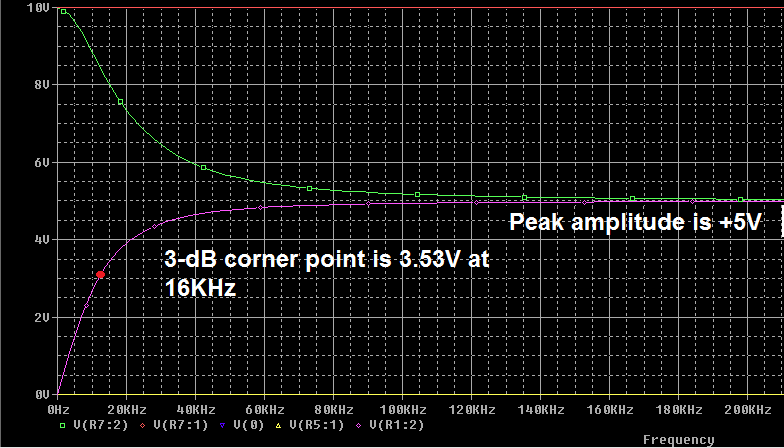 10V
8V
6V
Peak amplitude is +5V
4V
3-dB corner point is 3.53V at
16KHz
2V
0V
0Hz 20KHz 40KHz 60KHz 80KHz 100KHz 120KHz 140KHz 160KHz 180KHz 200KHz
V(R7:2) V(R7:1) V(0) V(R5:1) V(R1:2)
Frequency